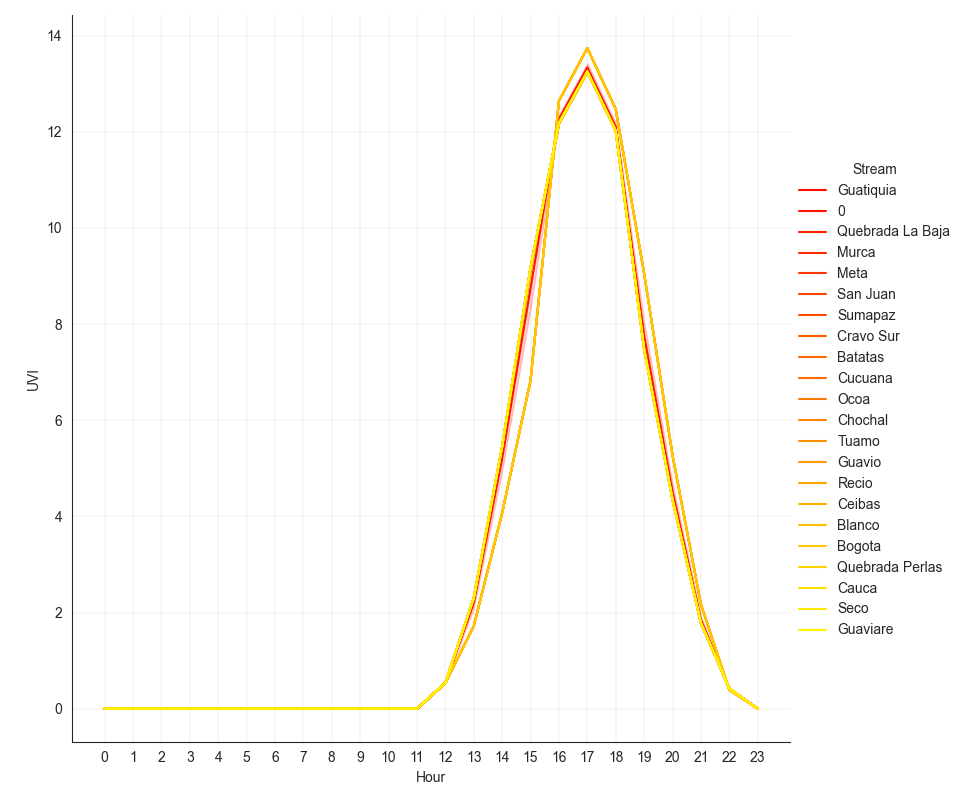 14
12
10
8
6
4
2
0
UVI
0 1 2 3 4 5 6 7 8 9 10 11 12 13 14 15 16 17 18 19 20 21 22 23
Hour
Stream
Guatiquia
0
Quebrada La Baja
Murca
Meta
San Juan
Sumapaz
Cravo Sur
Batatas
Cucuana
Ocoa
Chochal
Tuamo
Guavio
Recio
Ceibas
Blanco
Bogota
Quebrada Perlas
Cauca
Seco
Guaviare